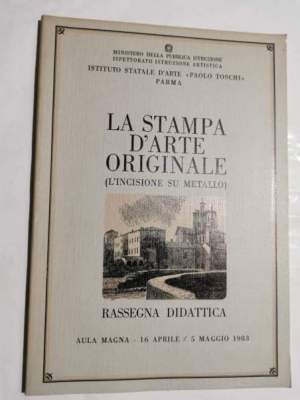 MINISTERO DELLA PUBBLICA ISTRUZIONE
ISPETTORATO ISTRUZIONE ARTISTICA
ISTITUTO STATALE D'ARTE «PAOLO TOSCHI»
PARMA
LA STAMPA
D'ARTE
ORIGINALE
(L'INCISIONE SU METALLO)
RASSEGNA DIDATTICA
AULA MAGNA - 16 APRILE / 5 MAGGIO 1983